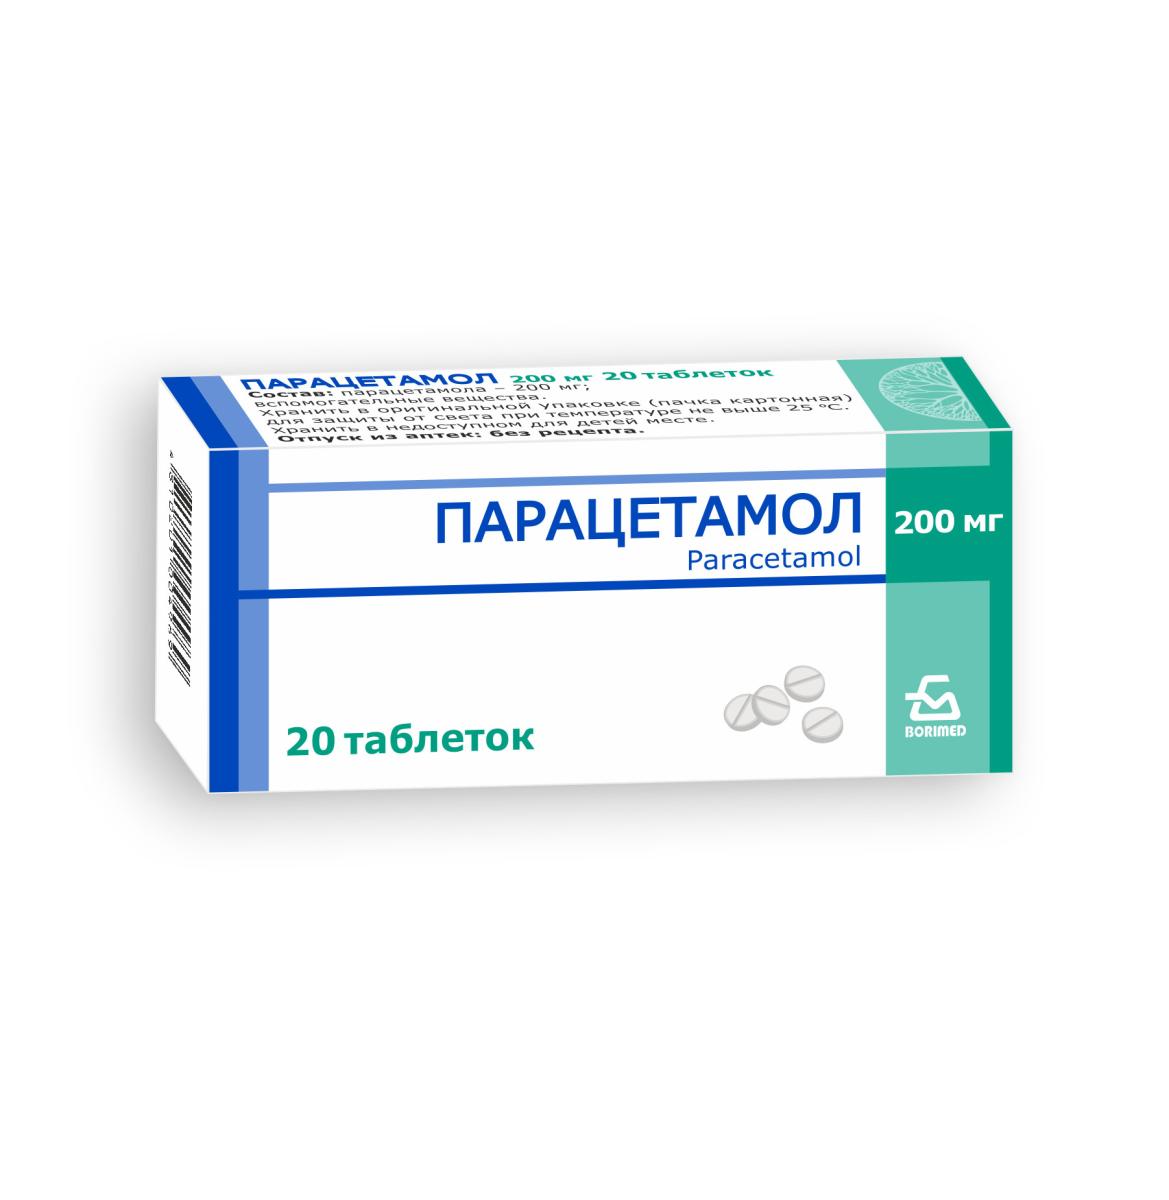 ПАРАЦЕТАМОЛ 200 мг 20 таблеток
Состав: парацетамола – 200 мг;
вспомогательные вещества.
Хранить в оригинальной упаковке (пачка картонная)
для защиты от света при температуре не выше 25 °С.
Хранить в недоступном для детей месте.
Отпуск из аптек: без рецепта.
ПАРАЦЕТАМОЛ
200 мг
Paracetamol
20 таблеток
BORIMED